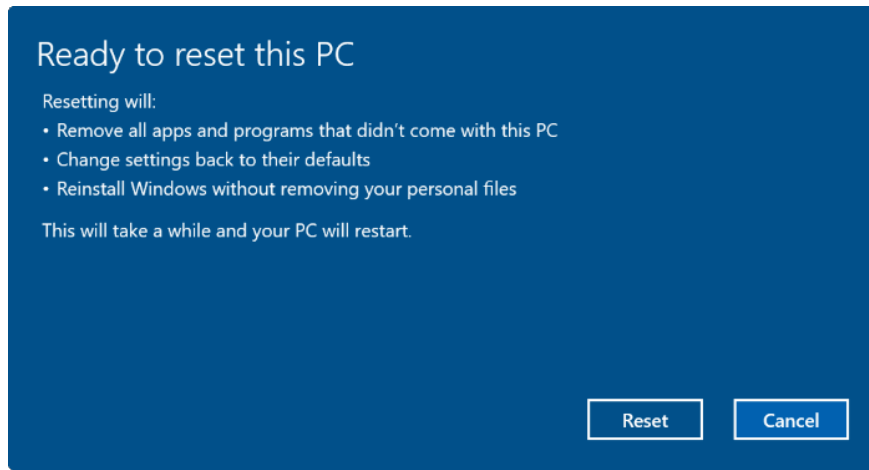 Ready to reset this PC
Resetting will:
• Remove all apps and programs that didn't come with this PC
• Change settings back to their defaults
• Reinstall Windows without removing your personal files
This will take a while and your PC will restart.
Reset
Cancel